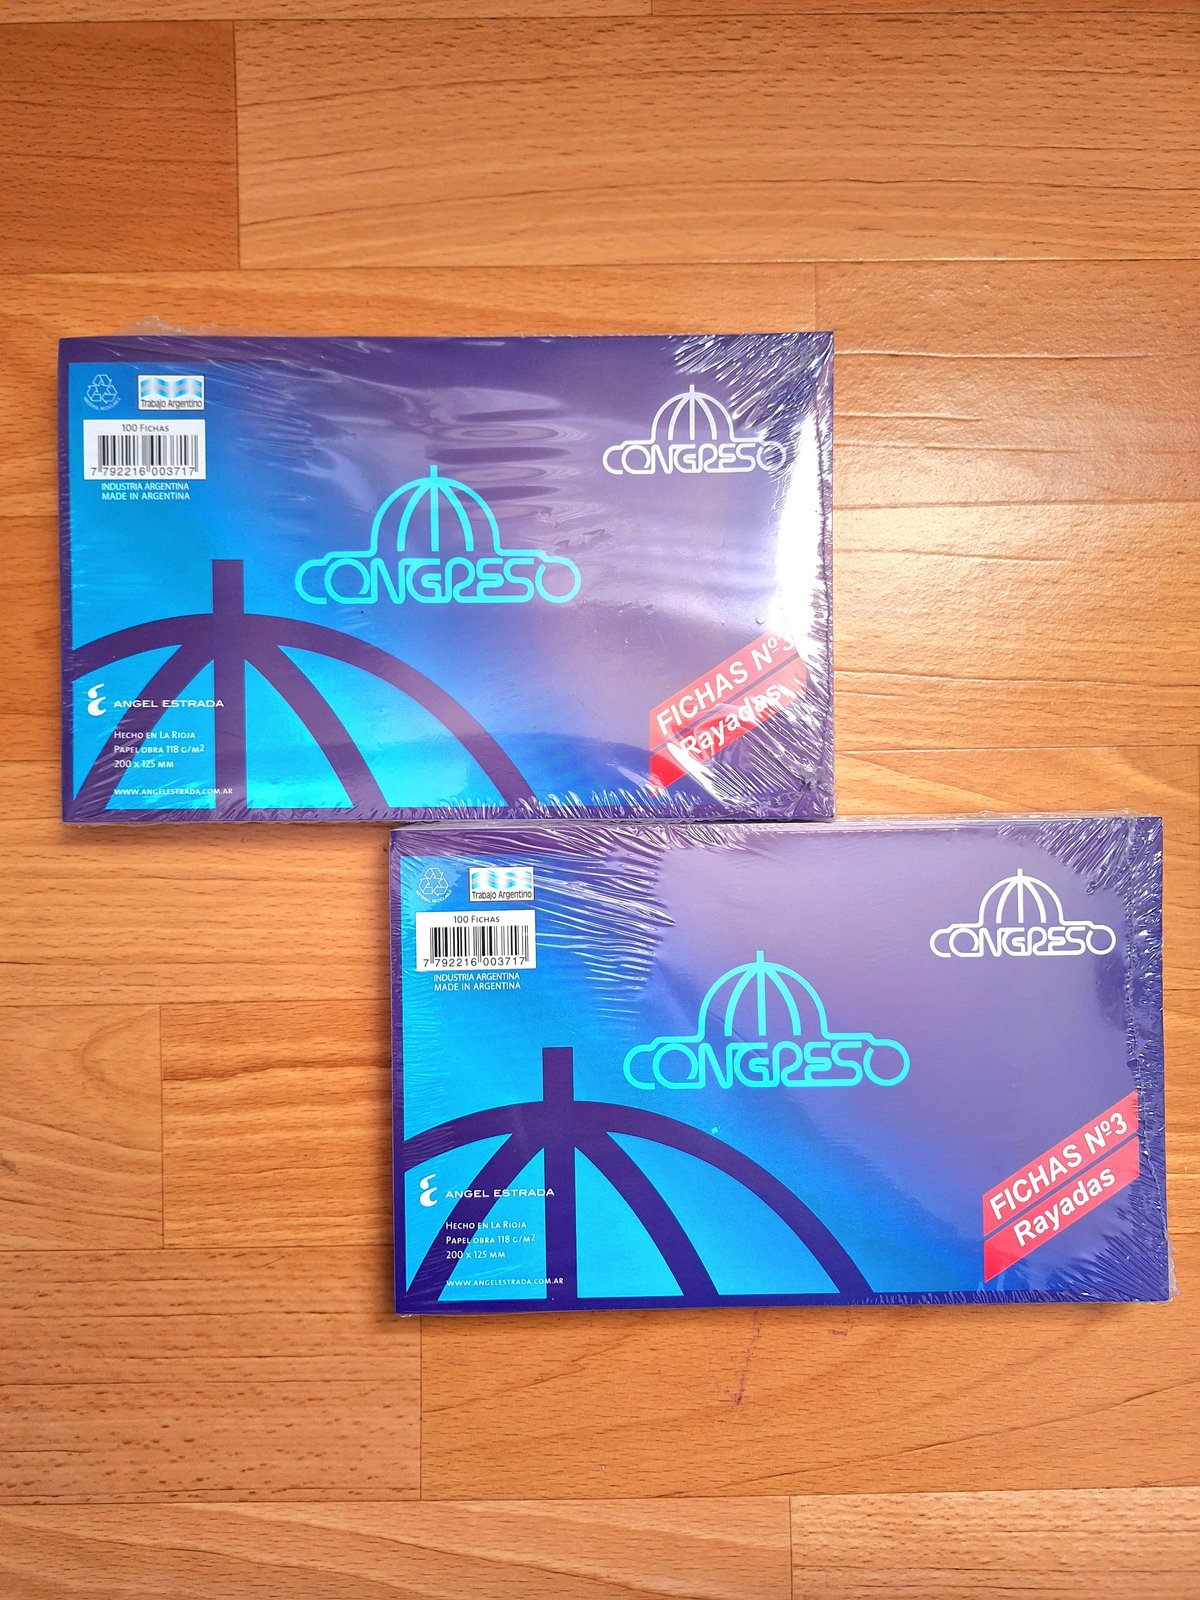 Trabajo Argentino
100 FICHAS
7 792216 003717
INDUSTRIA ARGENTINA
MADE IN ARGENTINA
CONGRESO
CONGRESO
FICHAS Nº3
Rayadas
ANGEL ESTRADA
HECHO EN LA RIOJA
PAPEL OBRA 118 G/M2
200 X 125 MM
WWW.ANGELESTRADA.COM.AR
Trabajo Argentino
100 FICHAS
7 792216 003717
INDUSTRIA ARGENTINA
MADE IN ARGENTINA
CONGRESO
CONGRESO
FICHAS Nº3
Rayadas
ANGEL ESTRADA
HECHO EN LA RIOJA
PAPEL OBRA 118 G/M2
200 X 125 MM
WWW.ANGELESTRADA.COM.AR